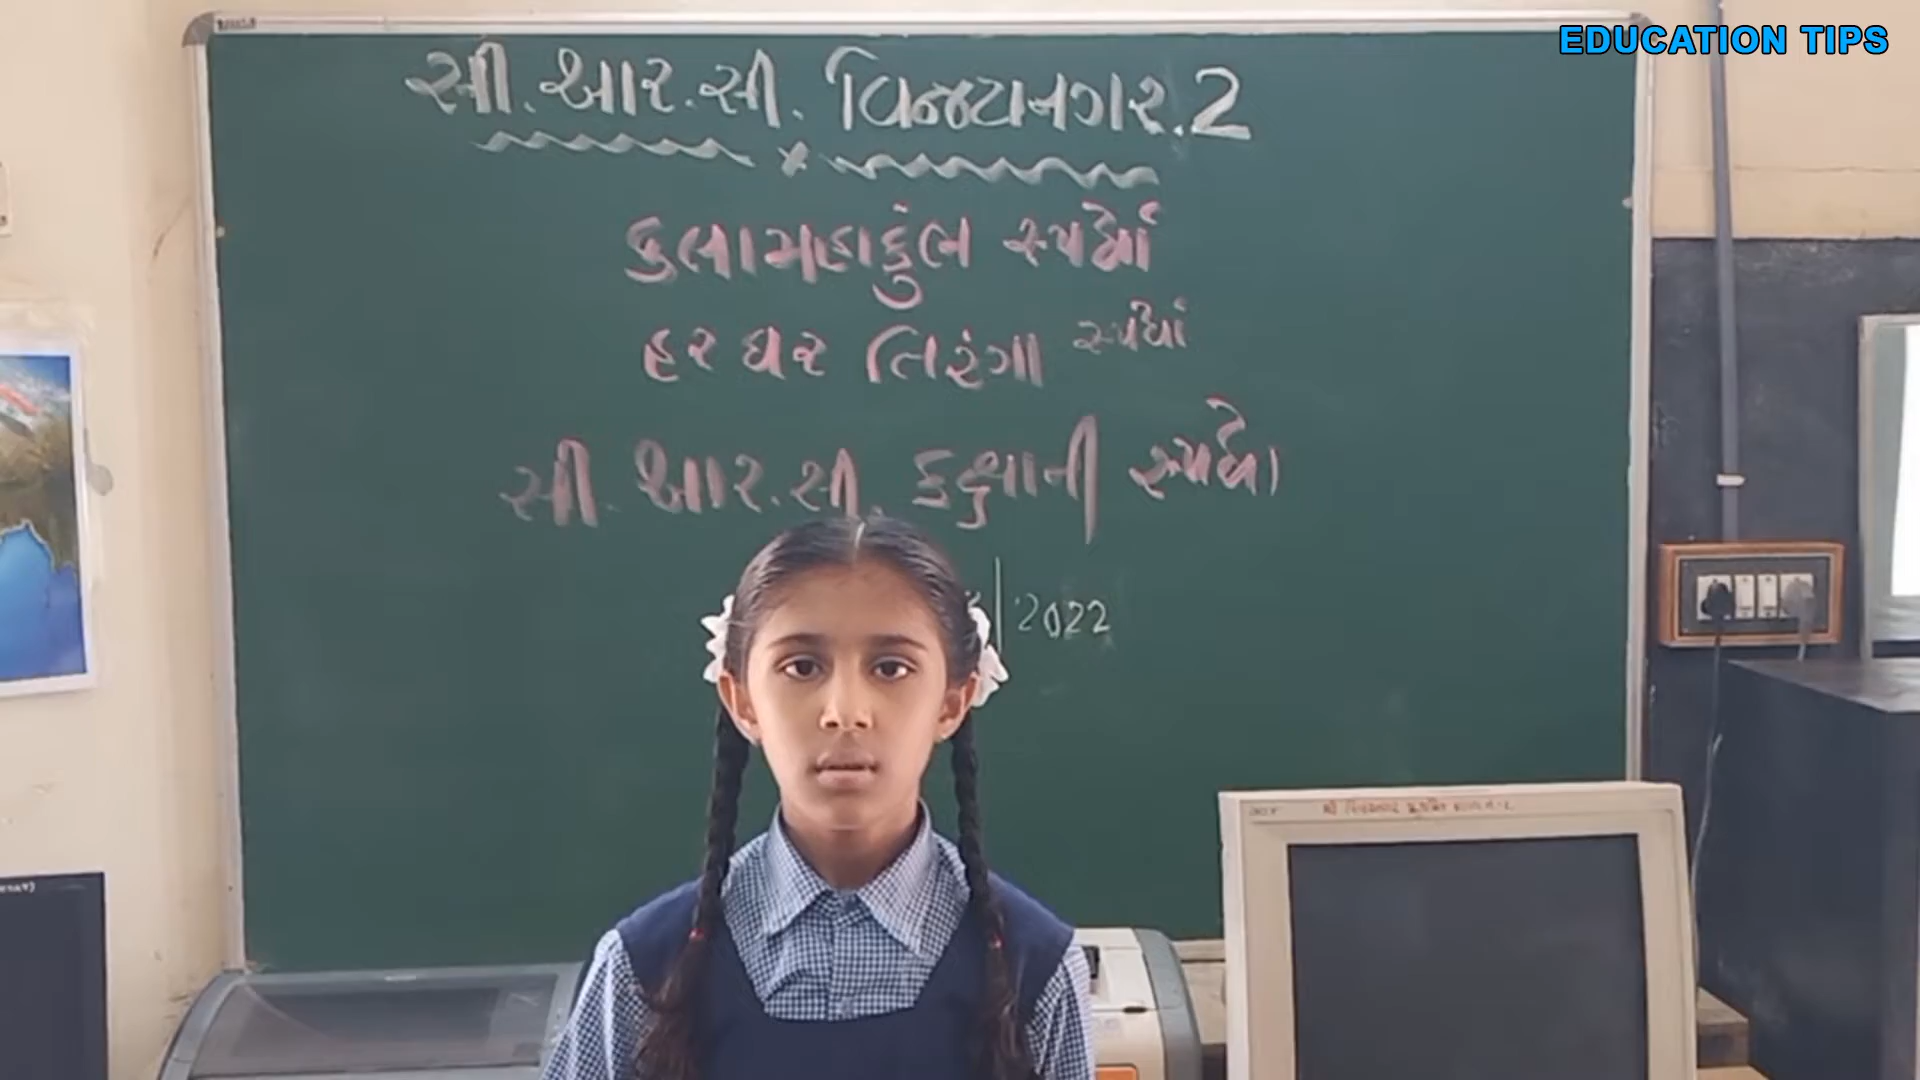 EDUCATION TIPS
સી.આર.સી. વિજયનગર.2
કલામહાકુંભ સ્પર્ધા
હર ઘર તિરંગા સ્પર્ધા
સી.આર.સી. કક્ષાની સ્પર્ધા
2022